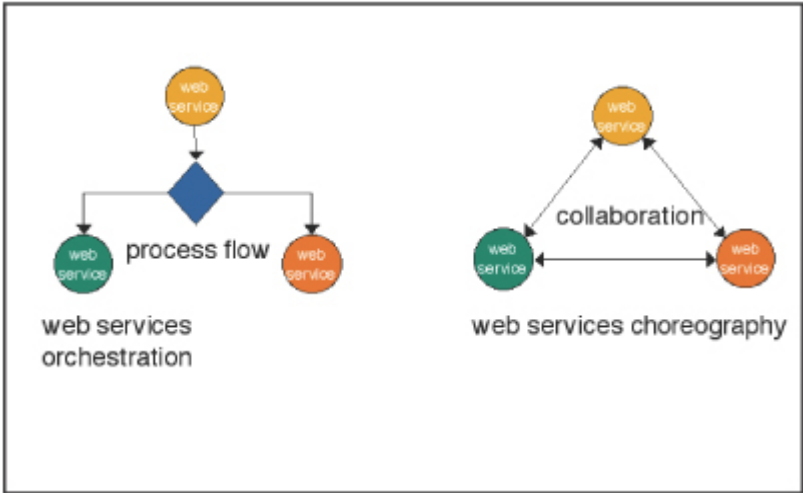 web
service
web
service
process flow
web
service
web services
orchestration
web
service
collaboration
web
service
web
service
web services choreography